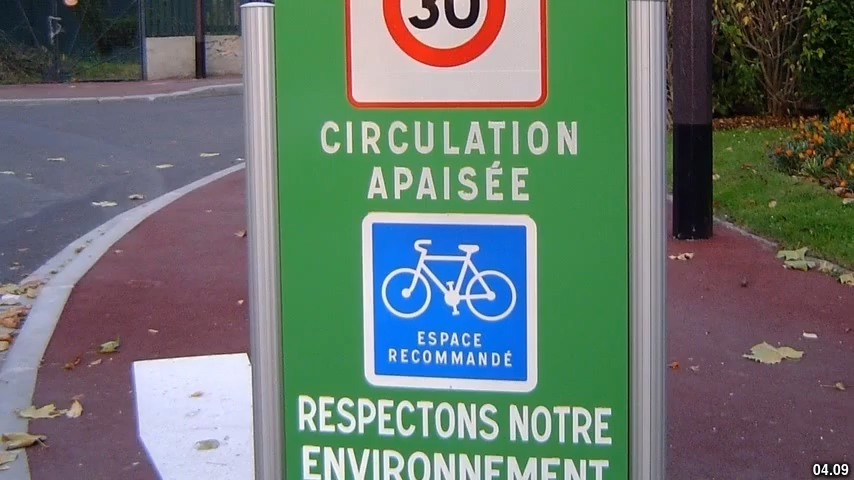 30
CIRCULATION
APAISÉE
ESPACE
RECOMMANDÉ
RESPECTONS NOTRE
ENVIRONNEMENT
04.09